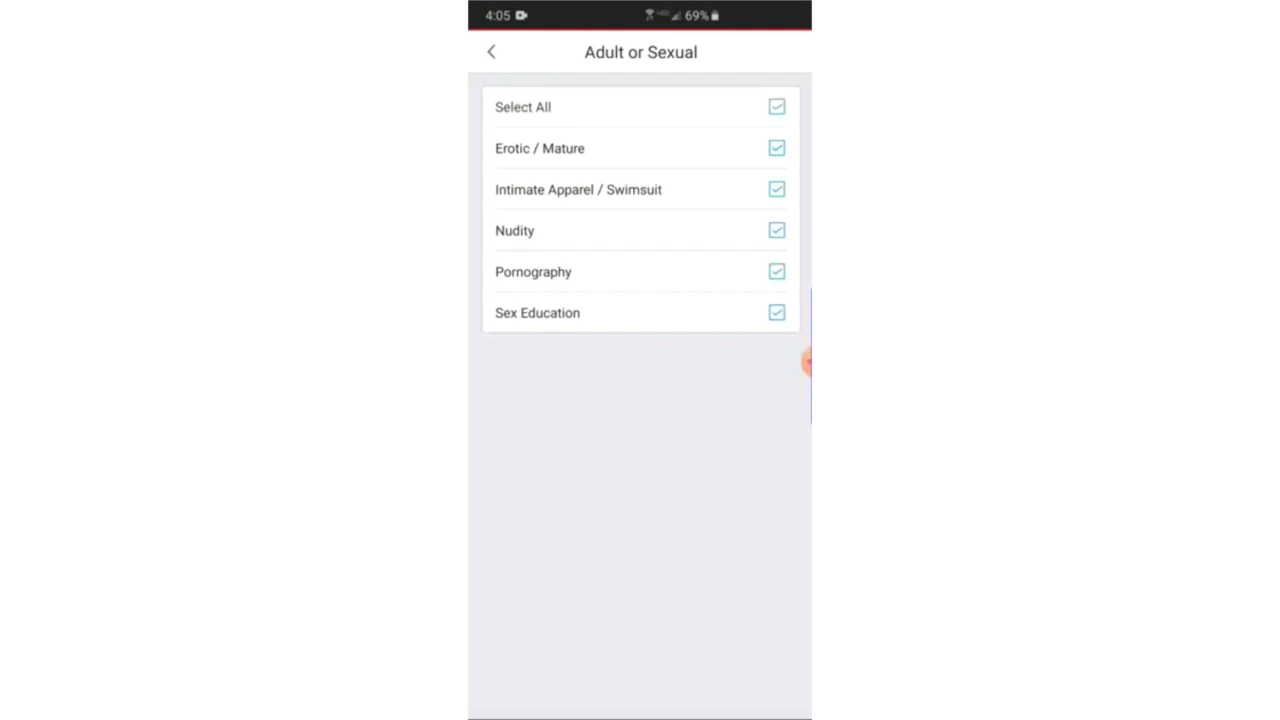 4:05 69%
Adult or Sexual
Select All
Erotic / Mature
Intimate Apparel / Swimsuit
Nudity
Pornography
Sex Education